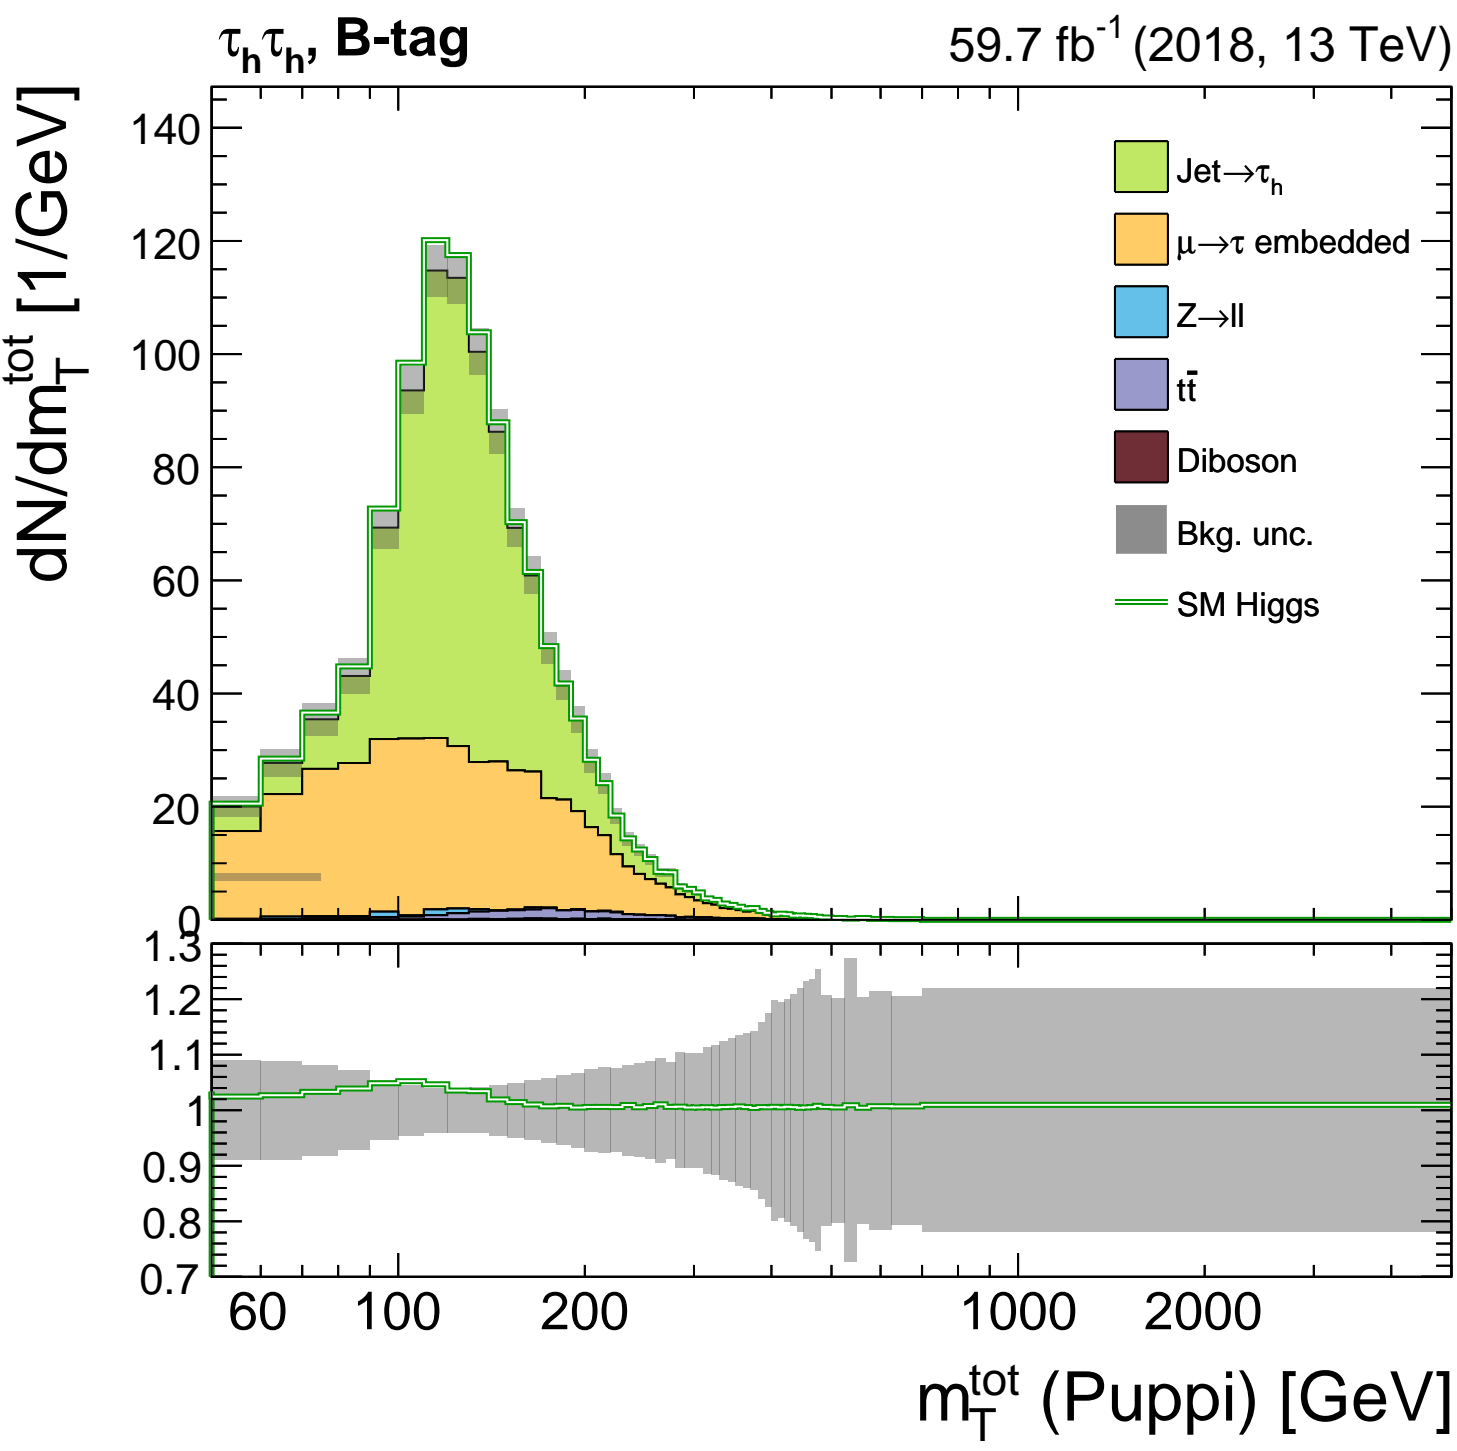 τhτh, B-tag
59.7 fb-1 (2018, 13 TeV)
dN/dmTtot [1/GeV]
140
120
100
80
60
40
20
0
Jet→τh
μ→τ embedded
Z→ll
tt̄
Diboson
Bkg. unc.
SM Higgs
1.3
1.2
1.1
1
0.9
0.8
0.7
60 100 200 1000 2000
mTtot (Puppi) [GeV]